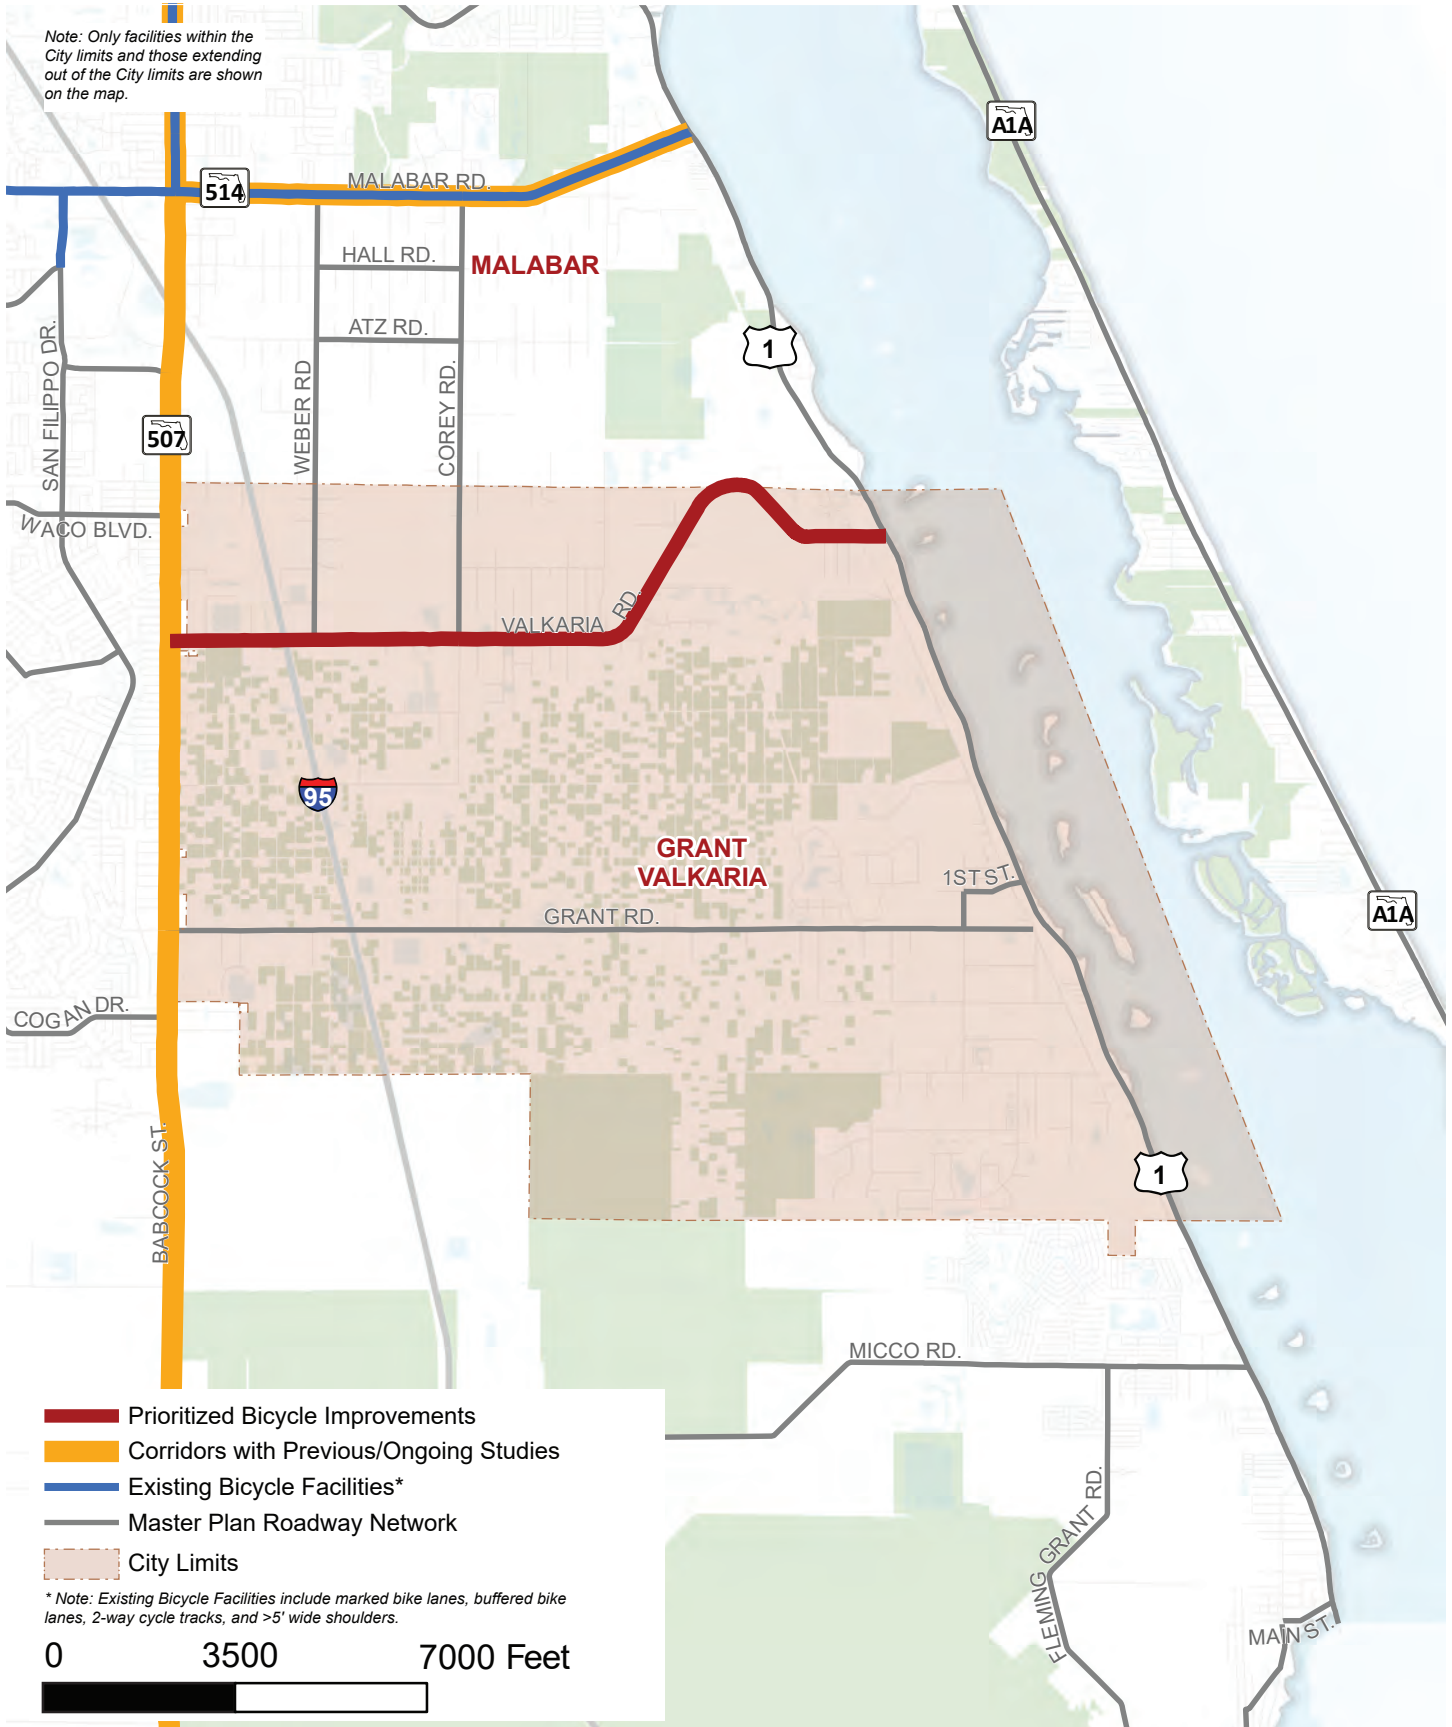 Note: Only facilities within the
City limits and those extending
out of the City limits are shown
on the map.
A1A
514
MALABAR RD.
HALL RD.
MALABAR
ATZ RD.
1
SAN FILIPPO DR.
WEBER RD
COREY RD.
507
WACO BLVD.
VALKARIA RD.
95
GRANT
VALKARIA
1ST ST.
GRANT RD.
A1A
COGAN DR.
BABCOCK ST.
1
MICCO RD.
FLEMING GRANT RD.
MAIN ST.
Prioritized Bicycle Improvements
Corridors with Previous/Ongoing Studies
Existing Bicycle Facilities*
Master Plan Roadway Network
City Limits
* Note: Existing Bicycle Facilities include marked bike lanes, buffered bike
lanes, 2-way cycle tracks, and >5' wide shoulders.
0 3500 7000 Feet